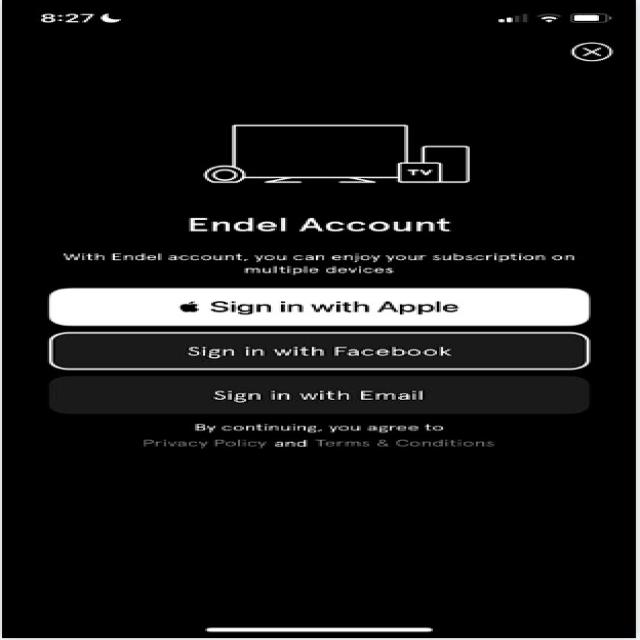 8:27
TV
Endel Account
With Endel account, you can enjoy your subscription on
multiple devices
Sign in with Apple
Sign in with Facebook
Sign in with Email
By continuing, you agree to
Privacy Policy and Terms & Conditions